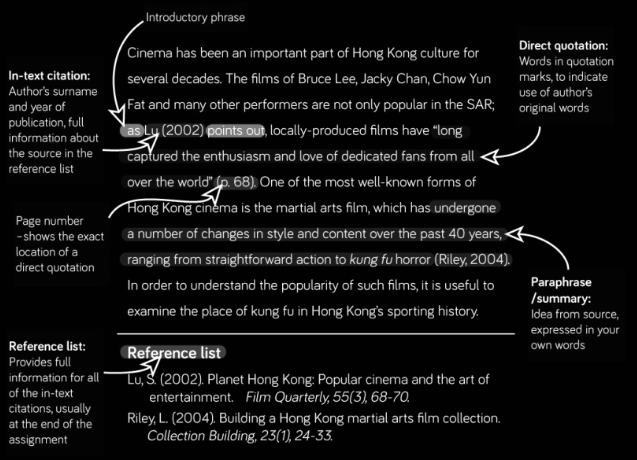 Introductory phrase
Cinema has been an important part of Hong Kong culture for
several decades. The films of Bruce Lee, Jacky Chan, Chow Yun
Fat and many other performers are not only popular in the SAR;
as Lu (2002) points out, locally-produced films have “long
captured the enthusiasm and love of dedicated fans from all
over the world” (p. 68). One of the most well-known forms of
Hong Kong cinema is the martial arts film, which has undergone
a number of changes in style and content over the past 40 years,
ranging from straightforward action to kung fu horror (Riley, 2004).
In order to understand the popularity of such films, it is useful to
examine the place of kung fu in Hong Kong’s sporting history.
In-text citation:
Author’s surname
and year of
publication, full
information about
the source in the
reference list
Page number
–shows the exact
location of a
direct quotation
Direct quotation:
Words in quotation
marks, to indicate
use of author’s
original words
Paraphrase
/summary:
Idea from source,
expressed in your
own words
Reference list:
Provides full
information for all
of the in-text
citations, usually
at the end of the
assignment
Reference list
Lu, S. (2002). Planet Hong Kong: Popular cinema and the art of
entertainment. Film Quarterly, 55(3), 68-70.
Riley, L. (2004). Building a Hong Kong martial arts film collection.
Collection Building, 23(1), 24-33.